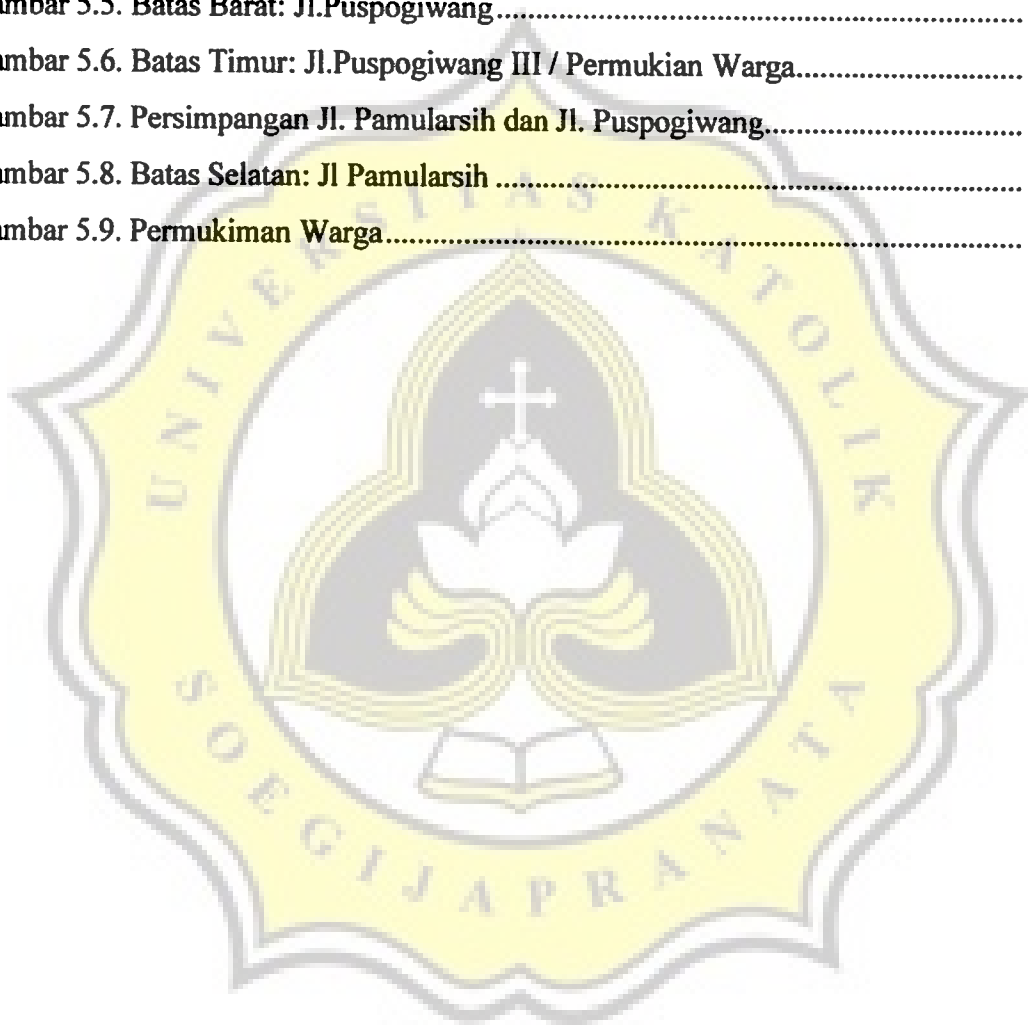 ambar 5.5. Batas Barat: Jl.Puspogiwang
ambar 5.6. Batas Timur: Jl.Puspogiwang III / Permukian Warga
ambar 5.7. Persimpangan Jl. Pamularsih dan Jl. Puspogiwang
ambar 5.8. Batas Selatan: Jl Pamularsih
ambar 5.9. Permukiman Warga
UNIVERSITAS KATOLIK
SOEGIJAPRANATA